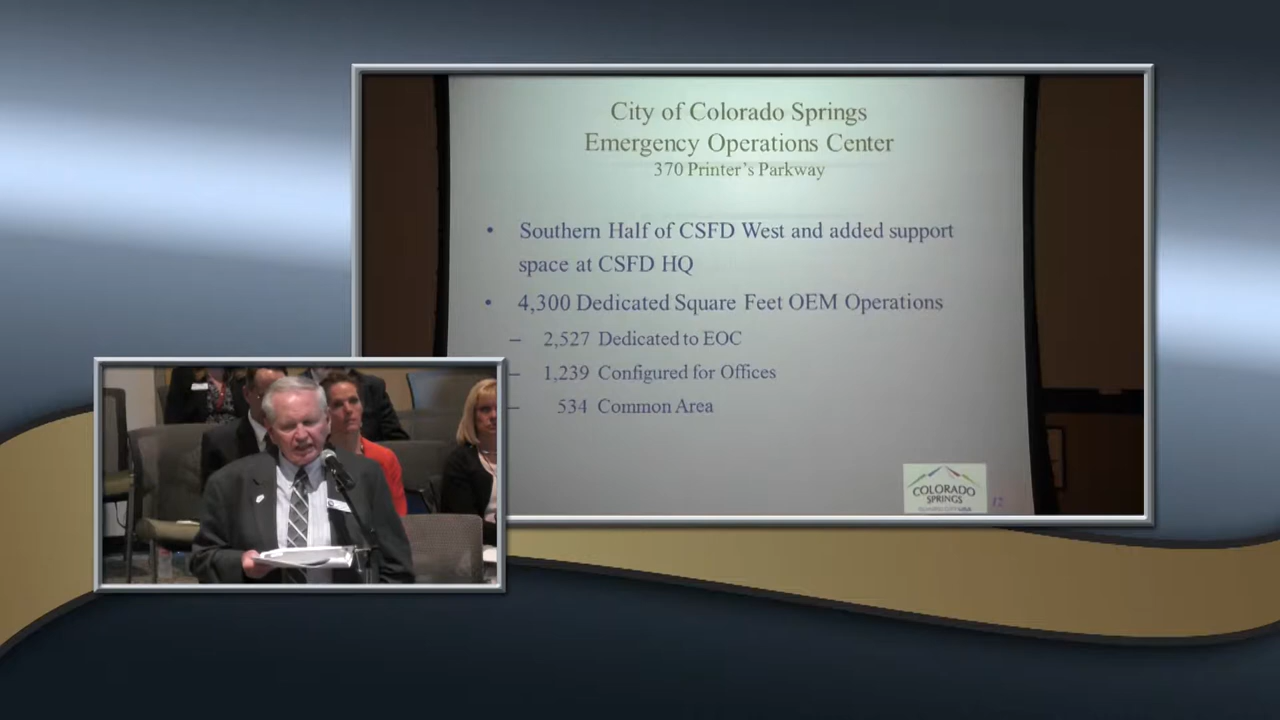 City of Colorado Springs
Emergency Operations Center
370 Printer's Parkway
• Southern Half of CSFD West and added support
space at CSFD HQ
• 4,300 Dedicated Square Feet OEM Operations
– 2,527 Dedicated to EOC
– 1,239 Configured for Offices
– 534 Common Area
COLORADO
SPRINGS
12